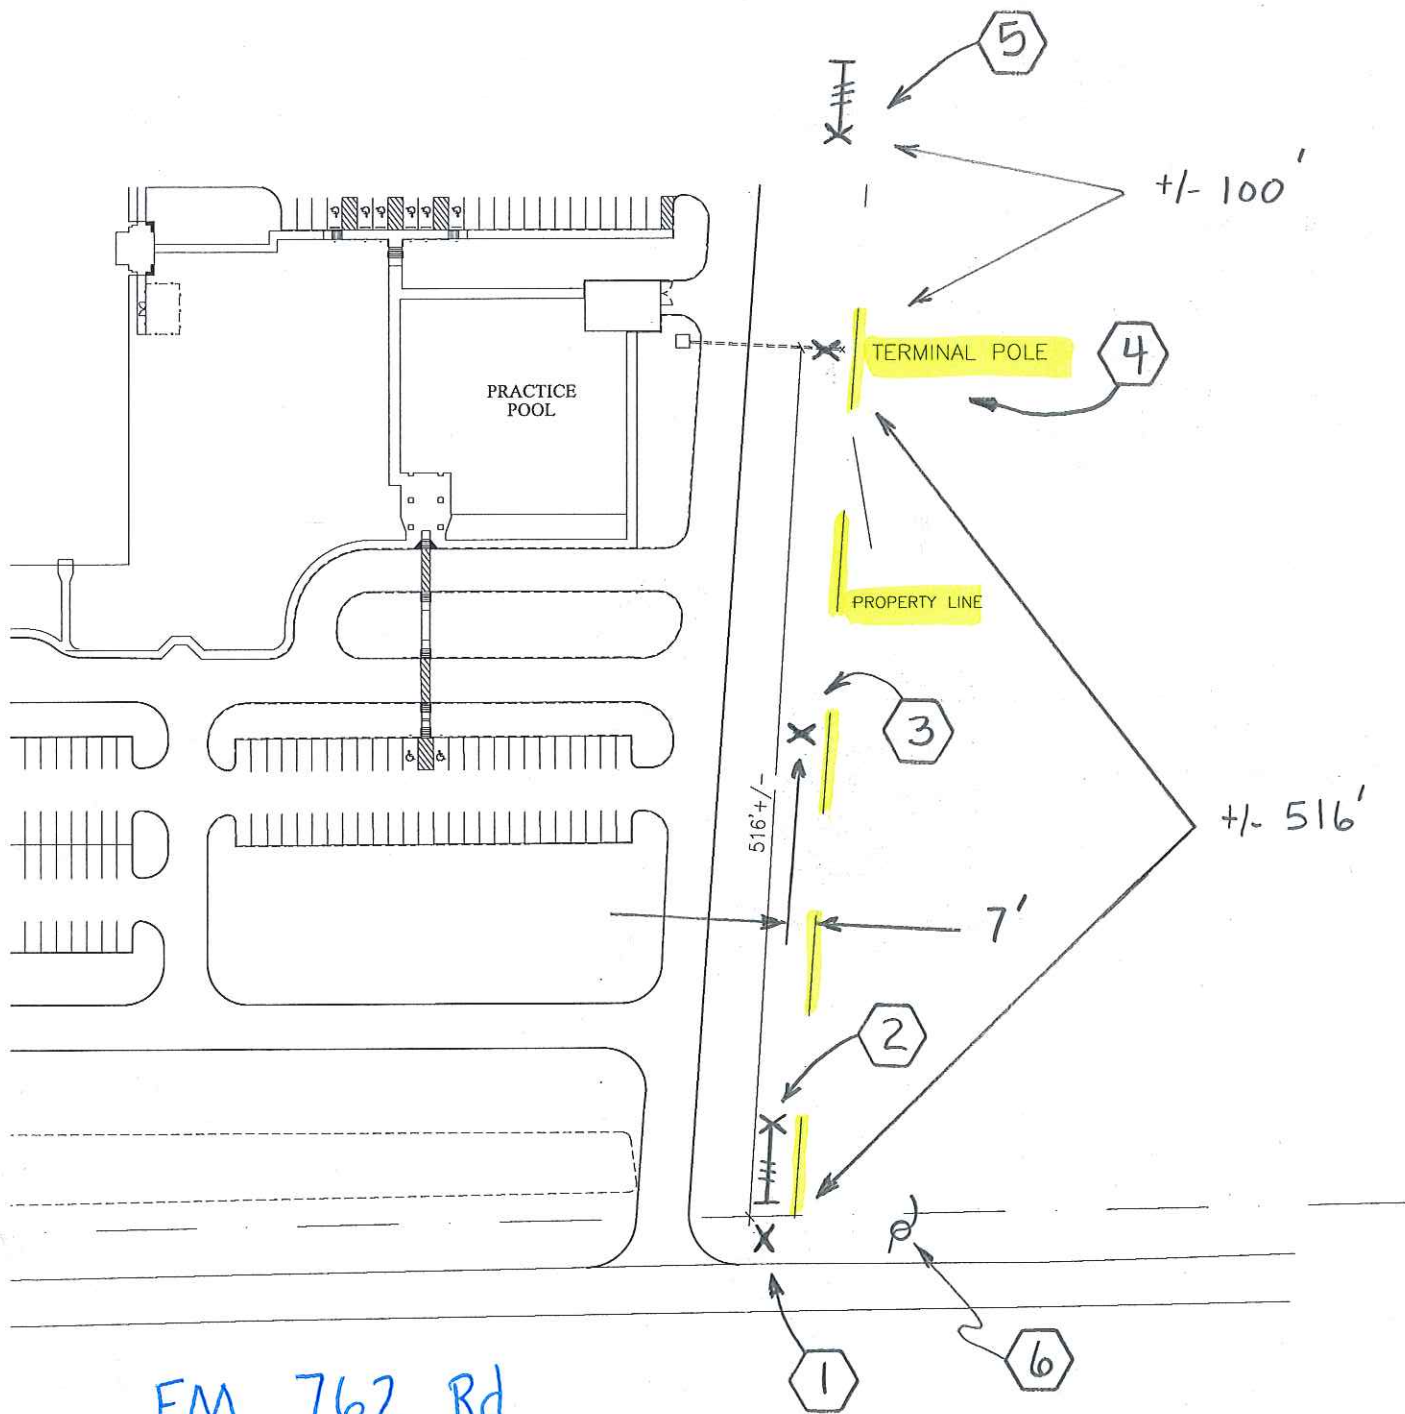 5
+/- 100'
TERMINAL POLE
4
PRACTICE
POOL
PROPERTY LINE
3
516'+/-
+/- 516'
7'
2
1
6
FM 762 Rd